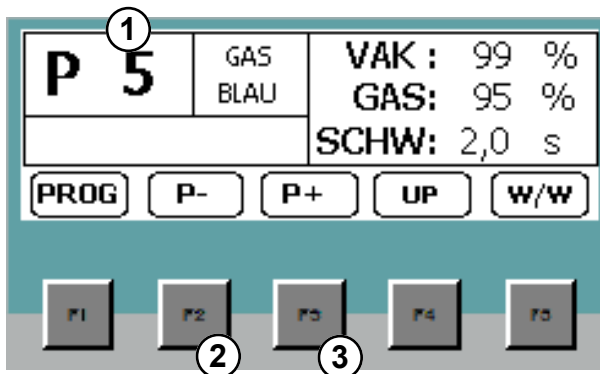 1
P 5 GAS BLAU VAK : 99 %
GAS: 95 %
SCHW: 2,0 s
PROG P- P+ UP W/W
F1 F2 F3 F4 F5
2 3